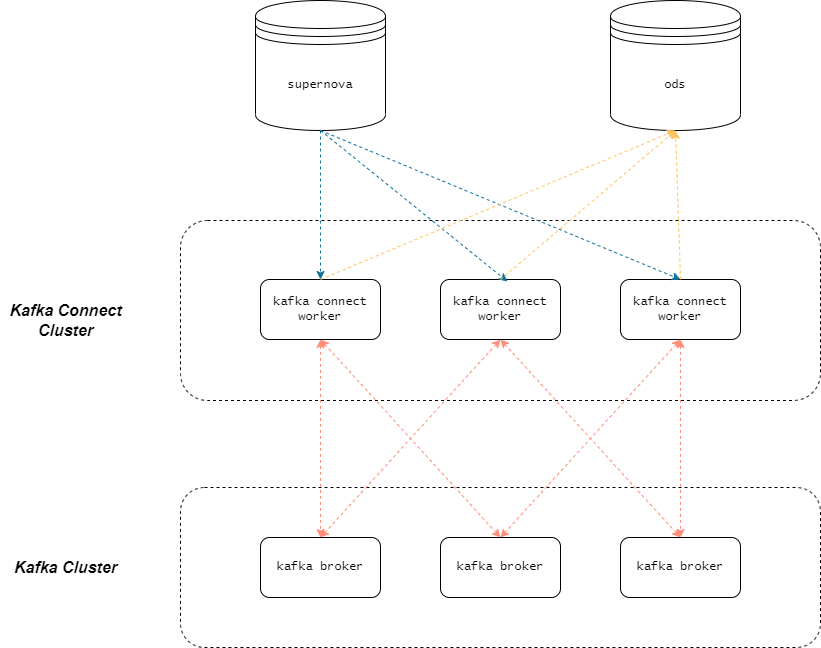 supernova
ods
Kafka Connect
Cluster
kafka connect
worker
kafka connect
worker
kafka connect
worker
Kafka Cluster
kafka broker
kafka broker
kafka broker